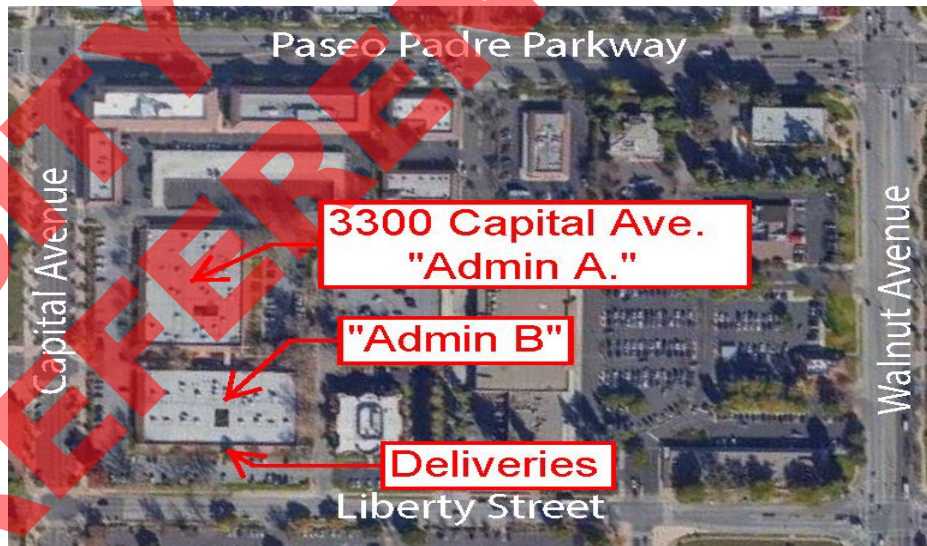 Paseo Padre Parkway
Capital Avenue
3300 Capital Ave.
"Admin A."
Walnut Avenue
"Admin B"
Deliveries
Liberty Street